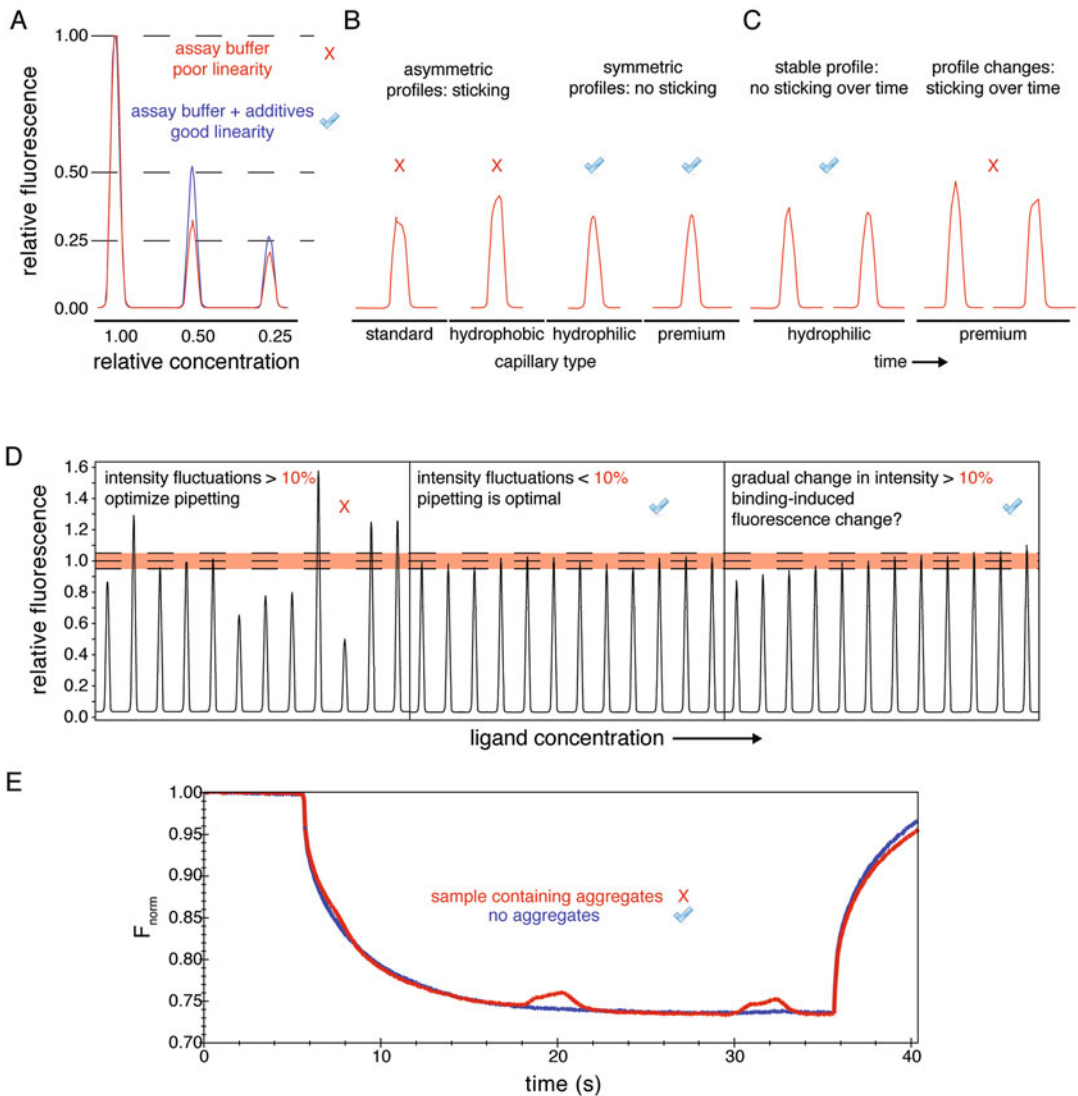 A
relative fluorescence
1.00
0.50
0.25
0.00
assay buffer
poor linearity
X
assay buffer + additives
good linearity
1.00
0.50
0.25
relative concentration
B
asymmetric
profiles: sticking
symmetric
profiles: no sticking
X
X
standard
hydrophobic
hydrophilic
premium
capillary type
C
stable profile:
no sticking over time
profile changes:
sticking over time
X
hydrophilic
premium
time
D
relative fluorescence
1.6
1.4
1.2
1.0
0.8
0.6
0.4
0.2
0.0
intensity fluctuations > 10%
optimize pipetting
X
intensity fluctuations < 10%
pipetting is optimal
gradual change in intensity > 10%
binding-induced
fluorescence change?
ligand concentration
E
Fnorm
1.00
0.95
0.90
0.85
0.80
0.75
0.70
sample containing aggregates X
no aggregates
0
10
20
30
40
time (s)